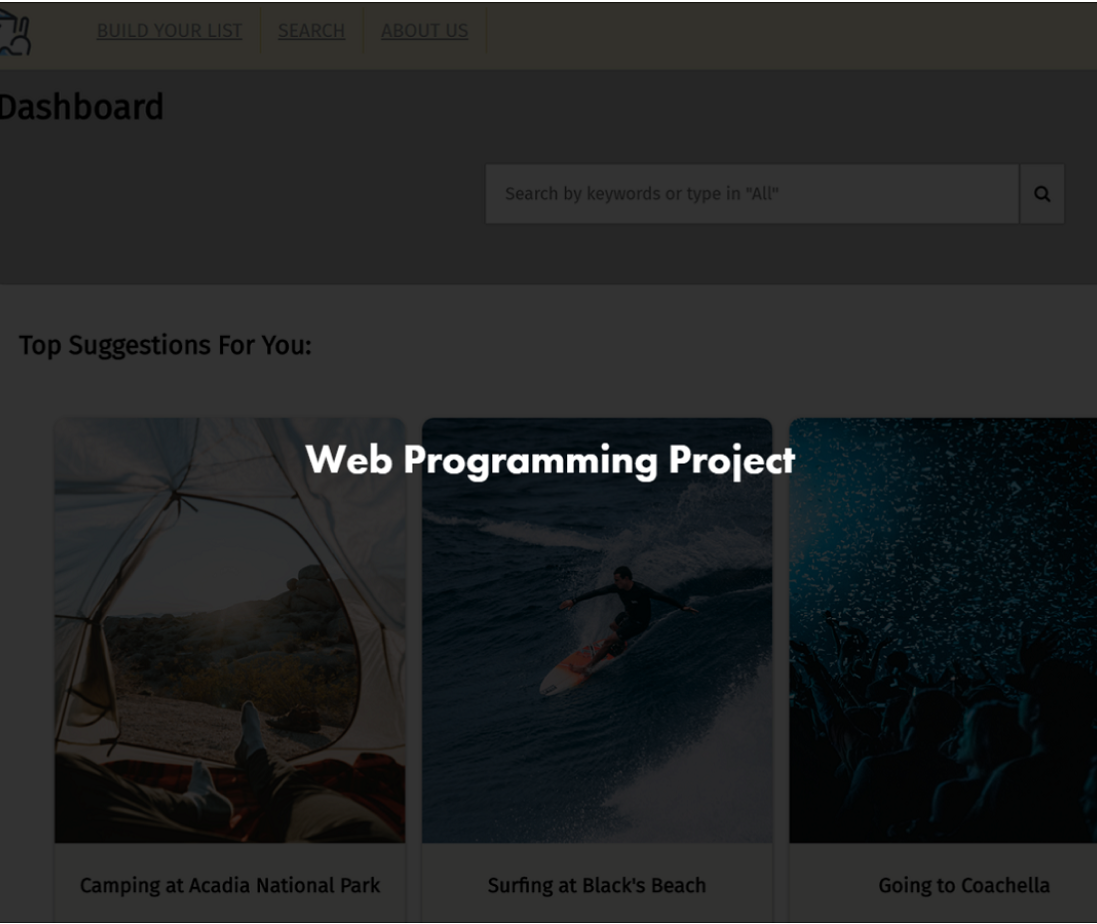 BUILD YOUR LIST SEARCH ABOUT US
Dashboard
Search by keywords or type in "All"
Top Suggestions For You:
Web Programming Project
Camping at Acadia National Park
Surfing at Black's Beach
Going to Coachella